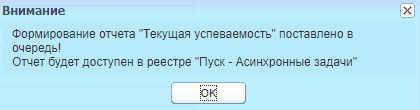 Внимание
Формирование отчета "Текущая успеваемость" поставлено в
очередь!
Отчет будет доступен в реестре "Пуск - Асинхронные задачи"
OK